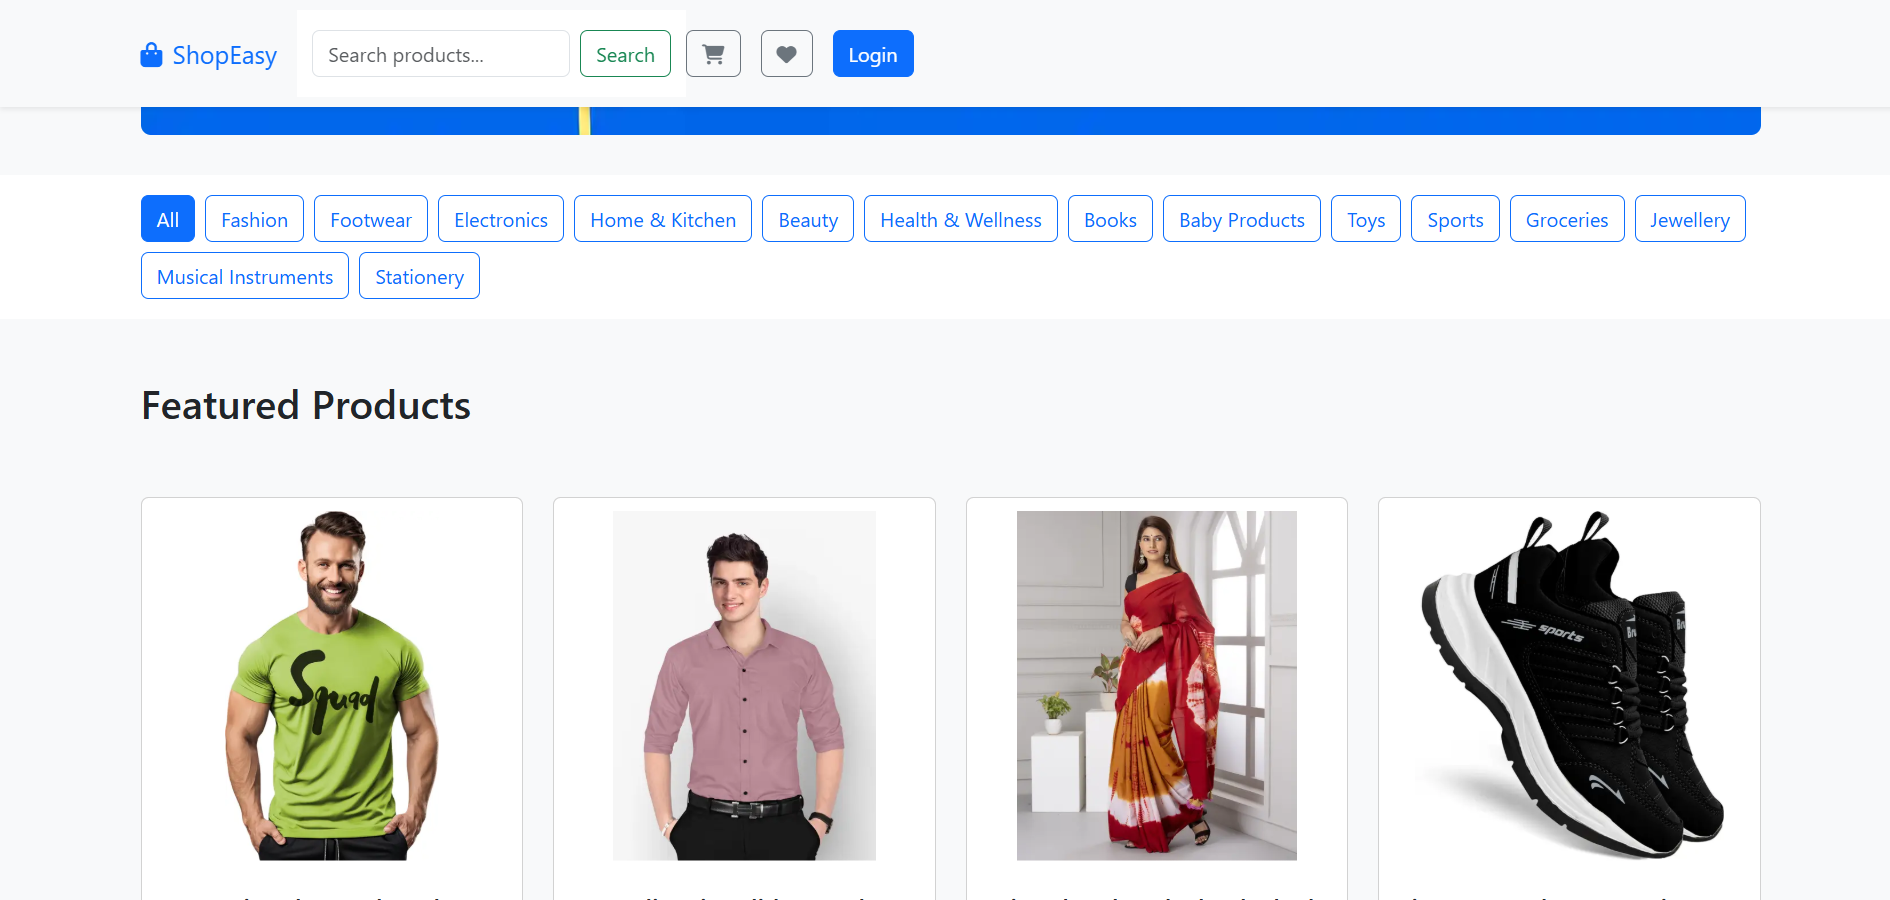 ShopEasy
Search products...
Search
Login
All
Fashion
Footwear
Electronics
Home & Kitchen
Beauty
Health & Wellness
Books
Baby Products
Toys
Sports
Groceries
Jewellery
Musical Instruments
Stationery
Featured Products
Squad
sports